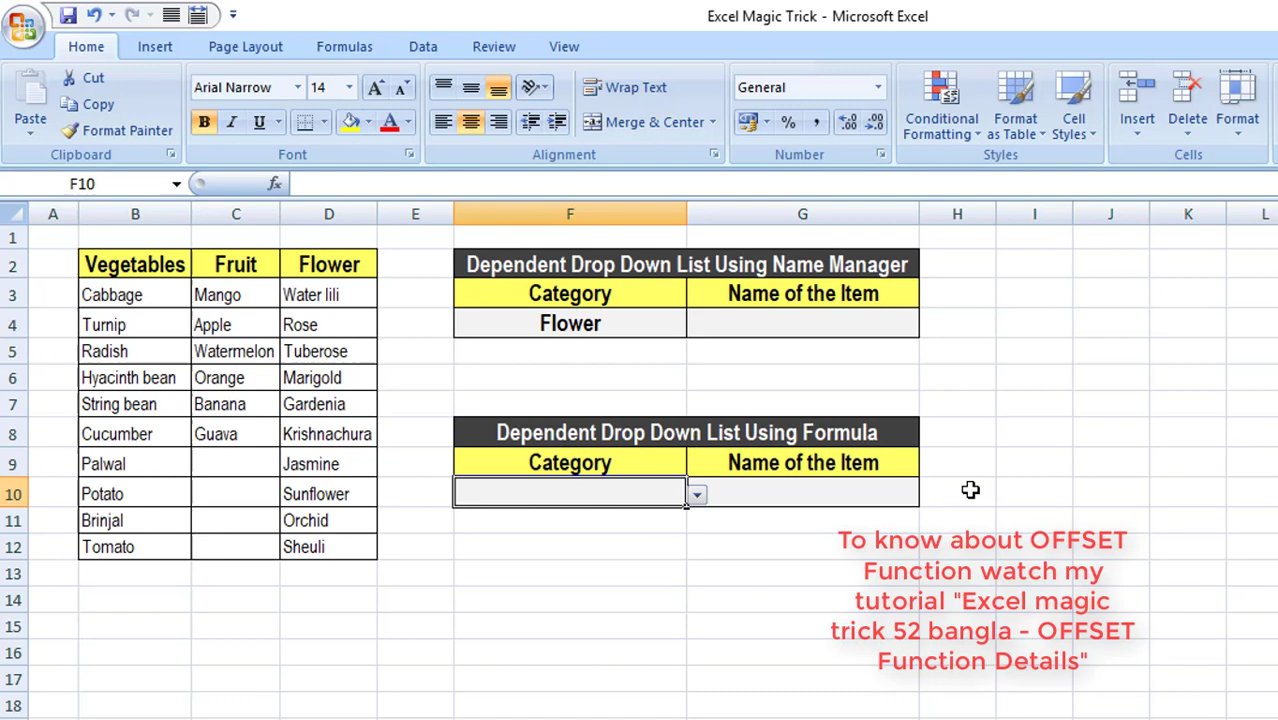 Excel Magic Trick - Microsoft Excel
Home Insert Page Layout Formulas Data Review View
Cut
Copy
Format Painter
Paste
Clipboard
Arial Narrow 14
B I U
Font
Wrap Text
Merge & Center
Alignment
General
% ,
Number
Conditional Formatting
Format as Table
Cell Styles
Styles
Insert Delete Format
Cells
F10 fx
A B C D E F G H I J K L
1
2 Vegetables Fruit Flower Dependent Drop Down List Using Name Manager
3 Cabbage Mango Water lili Category Name of the Item
4 Turnip Apple Rose Flower
5 Radish Watermelon Tuberose
6 Hyacinth bean Orange Marigold
7 String bean Banana Gardenia
8 Cucumber Guava Krishnachura Dependent Drop Down List Using Formula
9 Palwal Jasmine Category Name of the Item
10 Potato Sunflower
11 Brinjal Orchid
12 Tomato Sheuli
13
14
15
16
17
18
To know about OFFSET
Function watch my
tutorial "Excel magic
trick 52 bangla - OFFSET
Function Details"